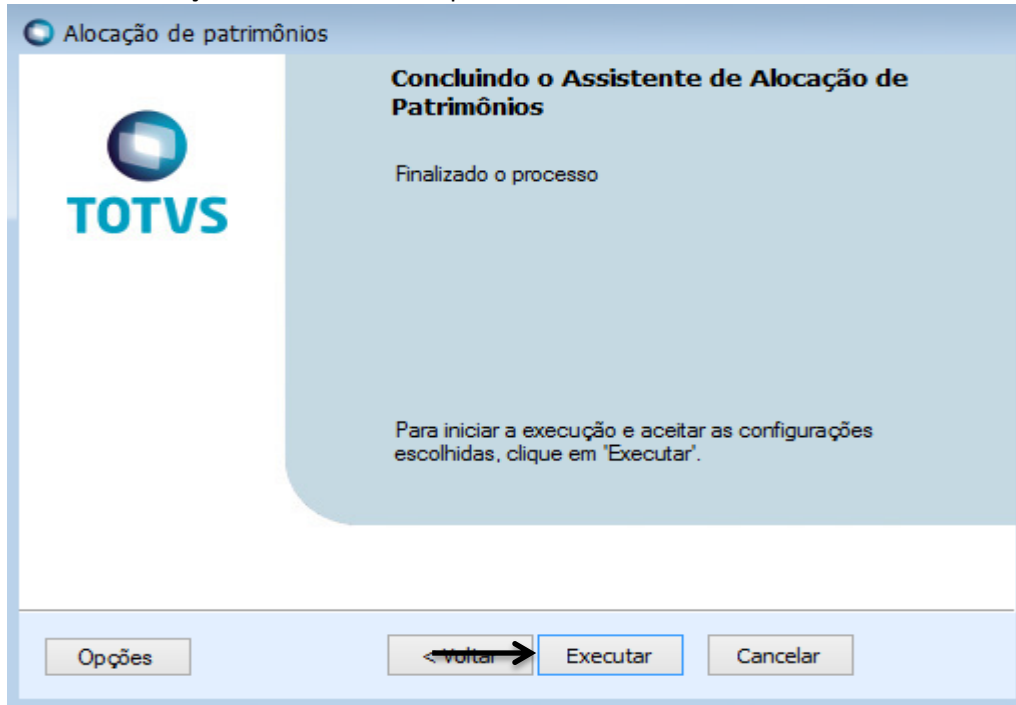 Alocação de patrimônios
Concluindo o Assistente de Alocação de
Patrimônios
Finalizado o processo
TOTVS
Para iniciar a execução e aceitar as configurações
escolhidas, clique em 'Executar'.
Opções
< Voltar
Executar
Cancelar